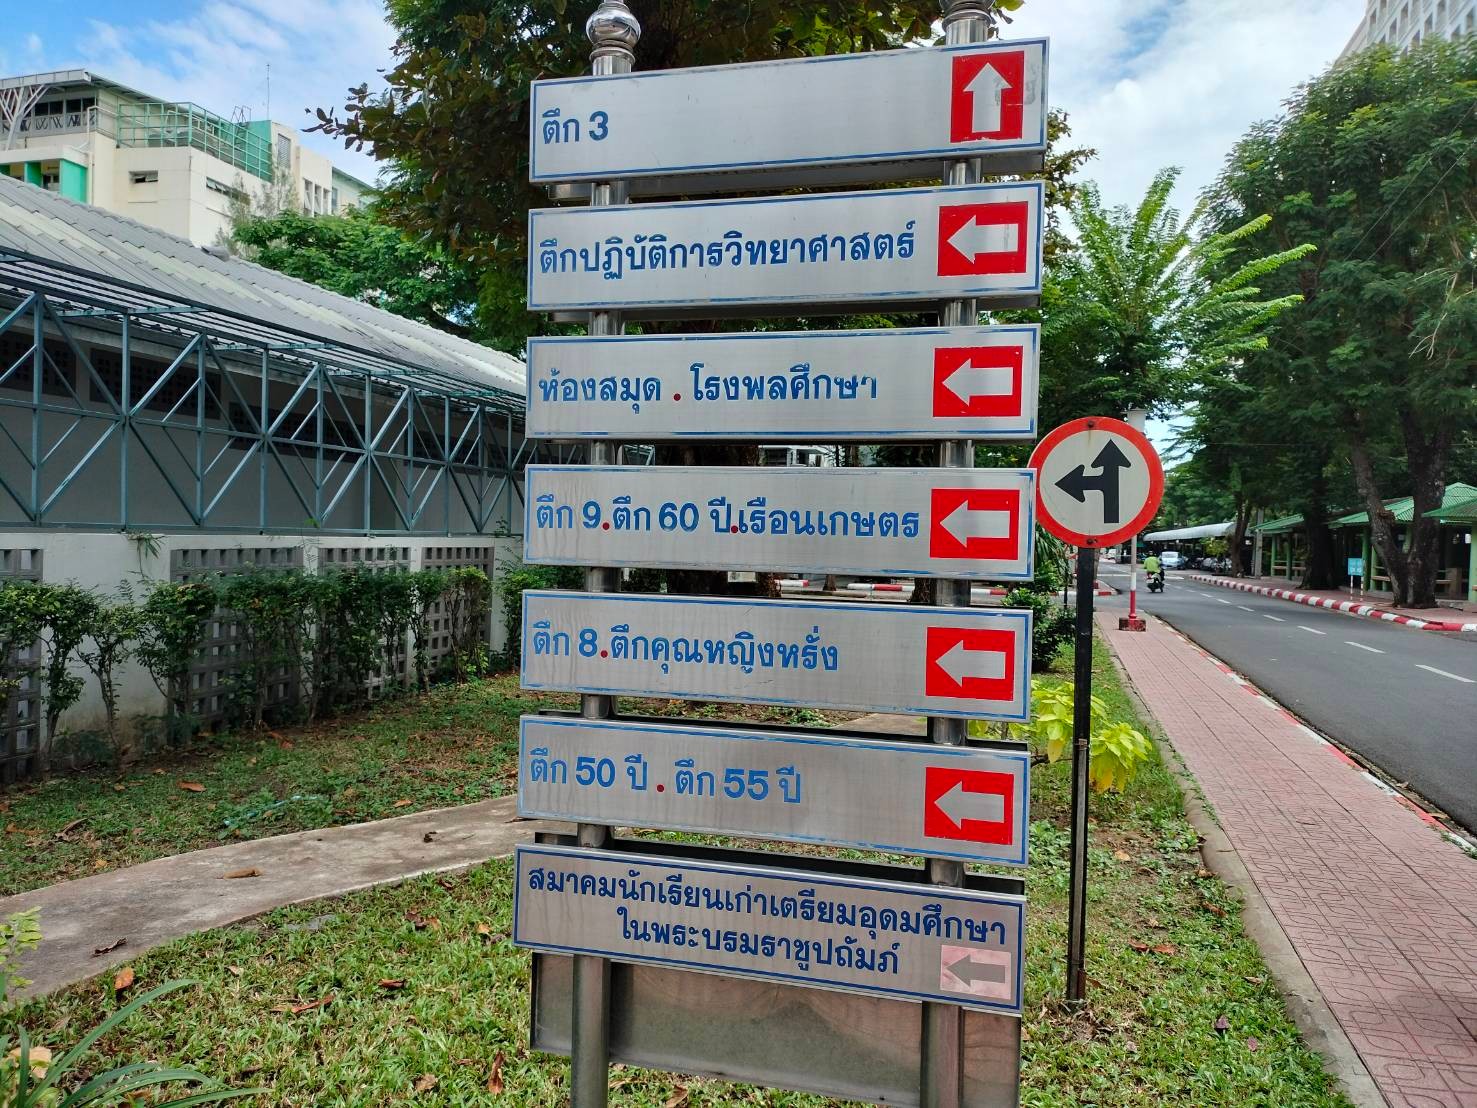 ตึก 3
ตึกปฏิบัติการวิทยาศาสตร์
ห้องสมุด . โรงพลศึกษา
ตึก 9.ตึก 60 ปี.เรือนเกษตร
ตึก 8.ตึกคุณหญิงหรั่ง
ตึก 50 ปี . ตึก 55 ปี
สมาคมนักเรียนเก่าเตรียมอุดมศึกษา
ในพระบรมราชูปถัมภ์